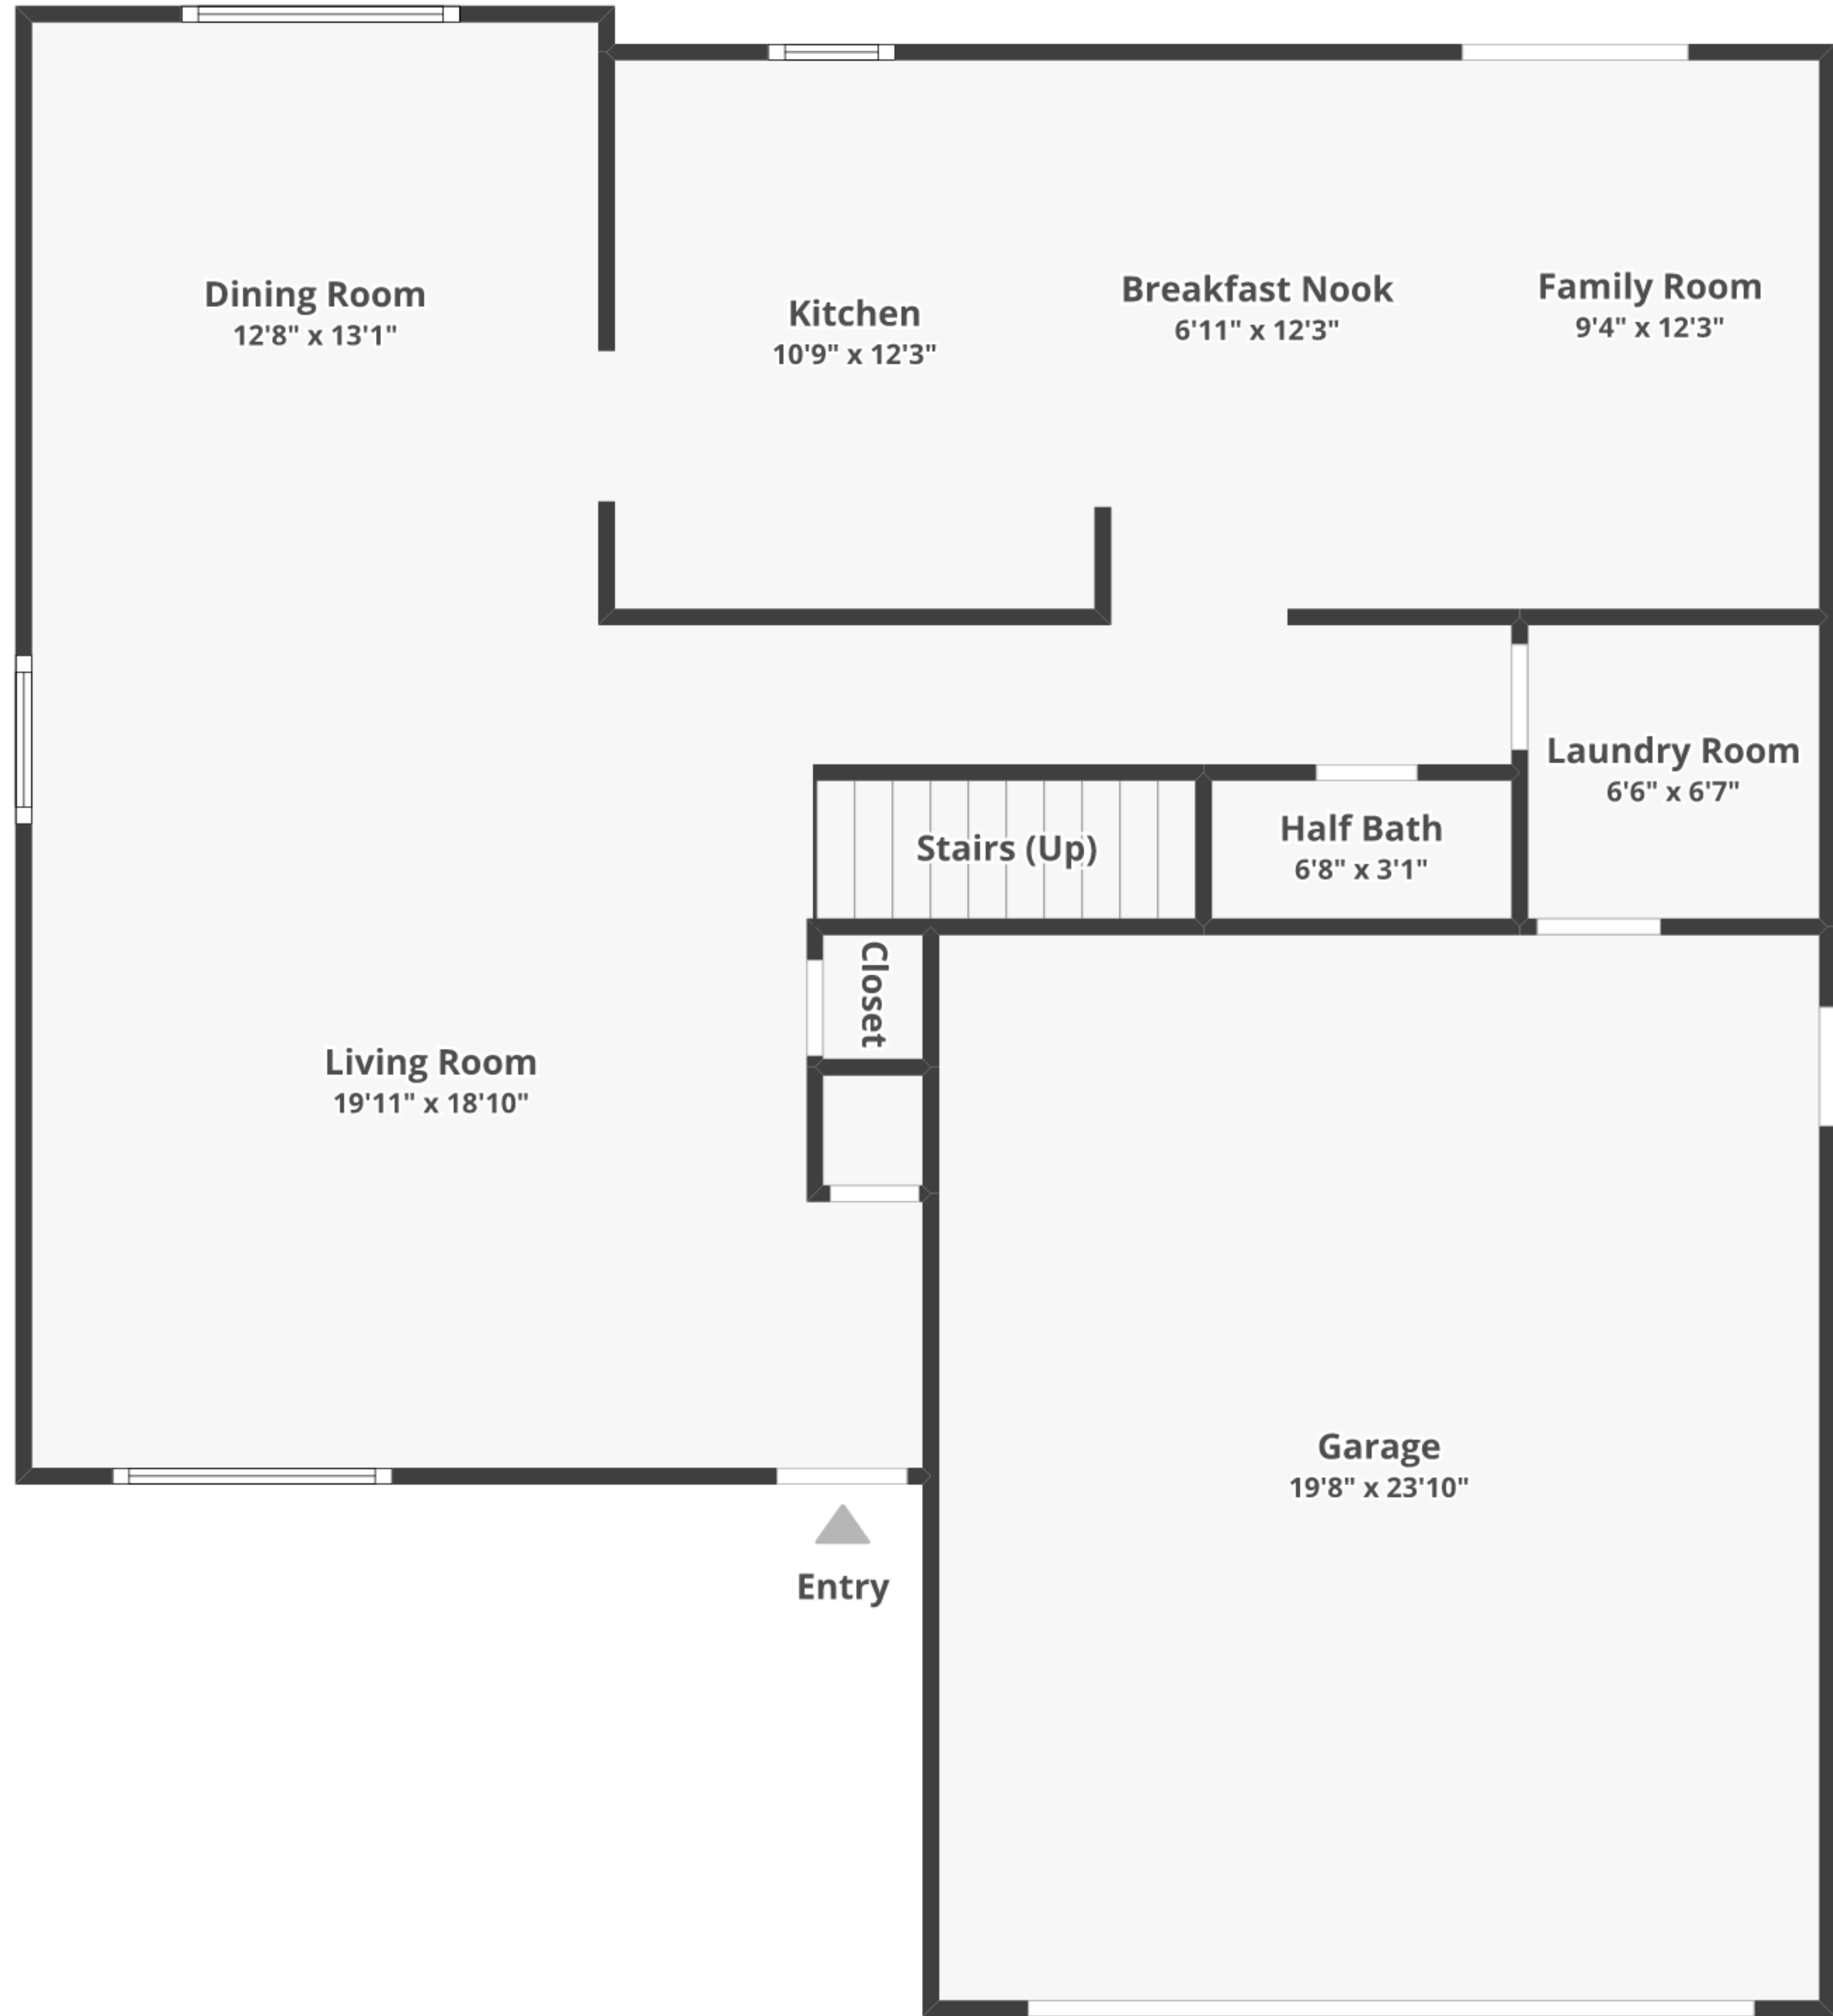 Dining Room
12'8" x 13'1"
Kitchen
10'9" x 12'3"
Breakfast Nook
6'11" x 12'3"
Family Room
9'4" x 12'3"
Laundry Room
6'6" x 6'7"
Half Bath
6'8" x 3'1"
Stairs (Up)
Closet
Living Room
19'11" x 18'10"
Garage
19'8" x 23'10"
Entry